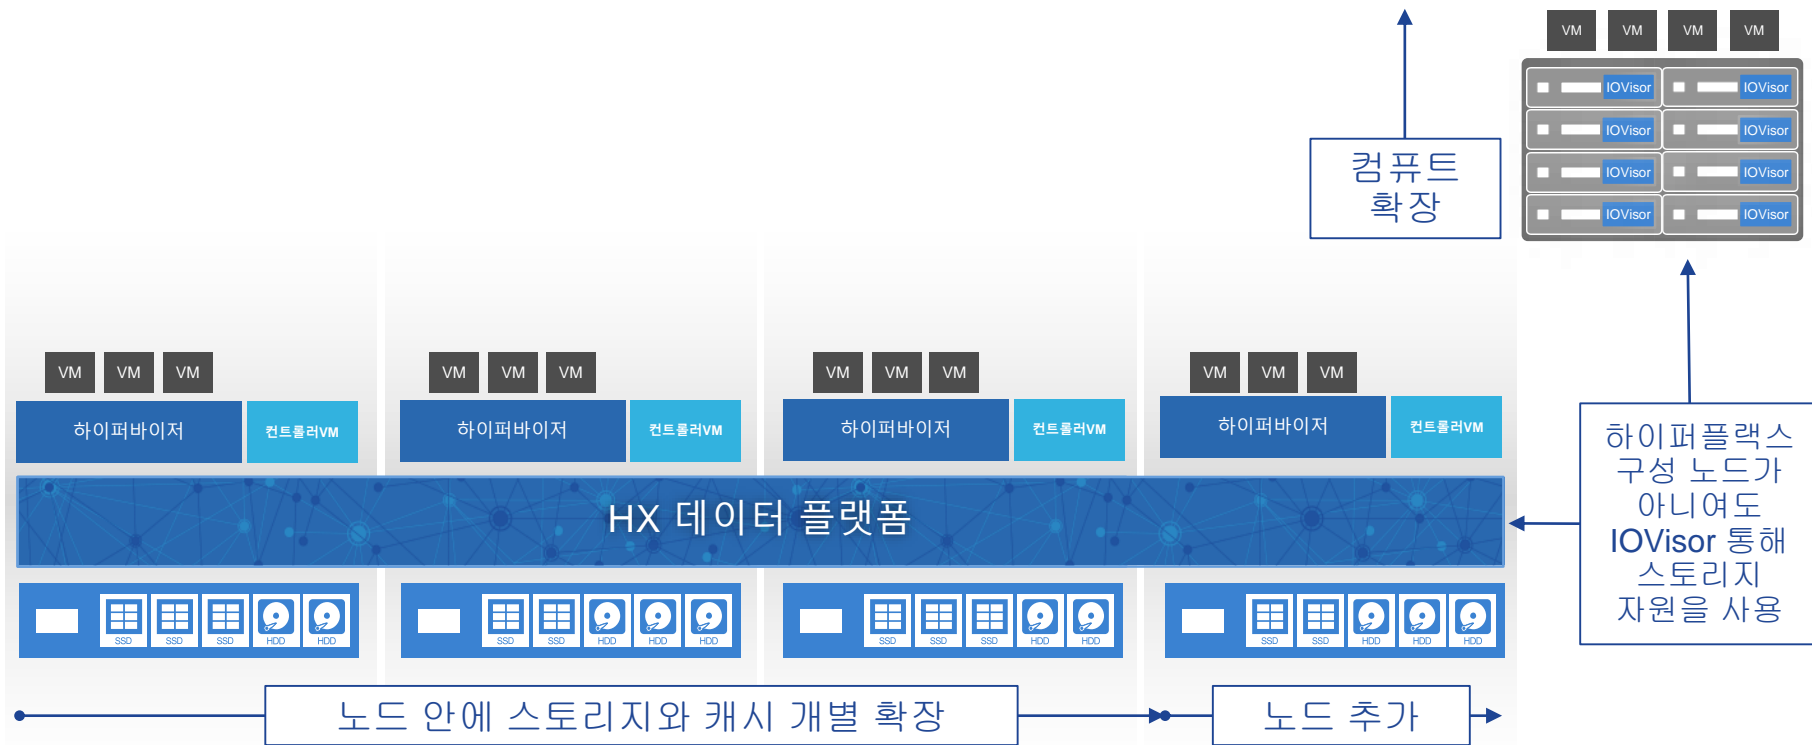 VM VM VM VM
IOVisor IOVisor
IOVisor IOVisor
IOVisor IOVisor
IOVisor IOVisor
컴퓨트
확장
VM VM VM
VM VM VM
VM VM VM
VM VM VM
하이퍼바이저 컨트롤러VM
하이퍼바이저 컨트롤러VM
하이퍼바이저 컨트롤러VM
하이퍼바이저 컨트롤러VM
HX 데이터 플랫폼
하이퍼플랙스
구성 노드가
아니여도
IOVisor 통해
스토리지
자원을 사용
SSD SSD SSD HDD HDD
SSD SSD HDD HDD HDD
SSD SSD SSD HDD HDD
SSD SSD HDD HDD HDD
노드 안에 스토리지와 캐시 개별 확장
노드 추가